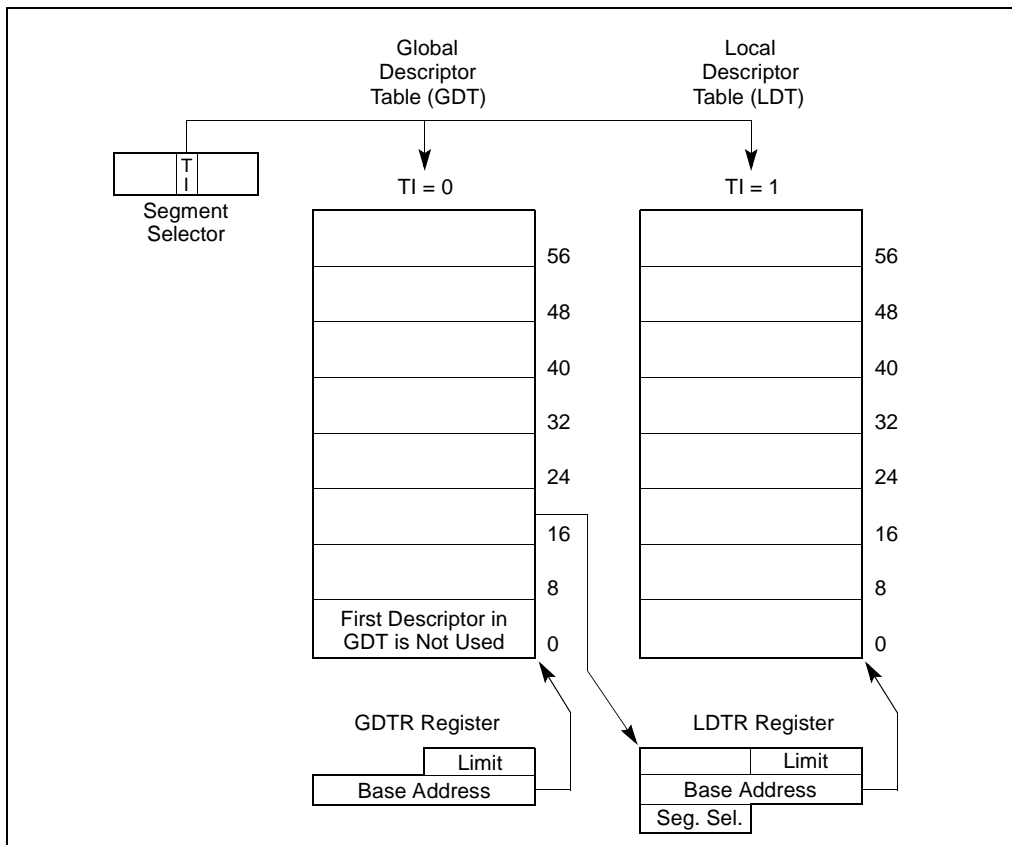 Global
Descriptor
Table (GDT)
Local
Descriptor
Table (LDT)
T
I
Segment
Selector
TI = 0
TI = 1
56
48
40
32
24
16
8
First Descriptor in
GDT is Not Used
0
56
48
40
32
24
16
8
0
GDTR Register
Limit
Base Address
LDTR Register
Limit
Base Address
Seg. Sel.